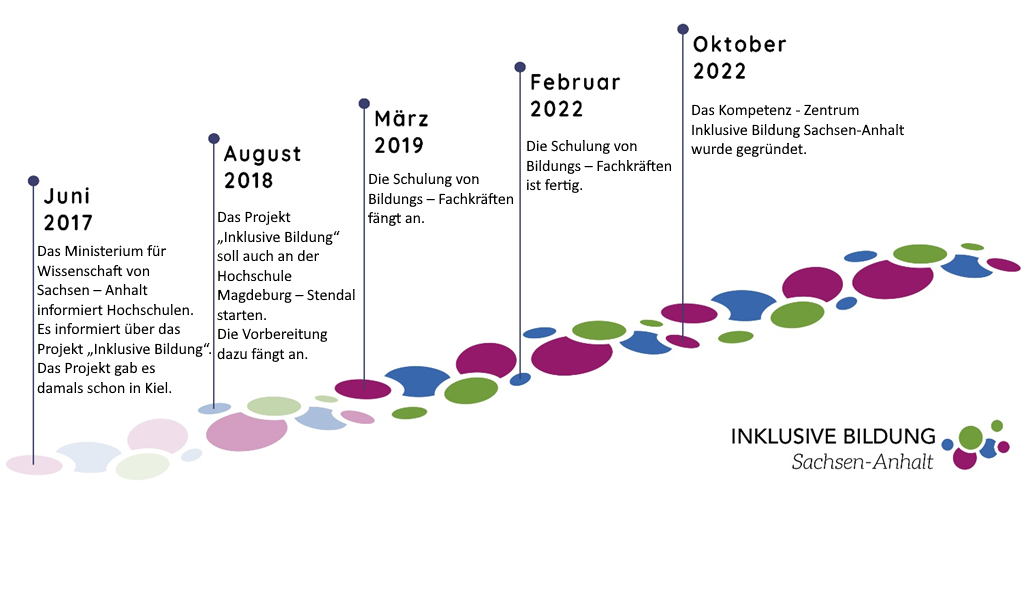 Juni
2017
Das Ministerium für
Wissenschaft von
Sachsen – Anhalt
informiert Hochschulen.
Es informiert über das
Projekt „Inklusive Bildung“.
Das Projekt gab es
damals schon in Kiel.
August
2018
Das Projekt
„Inklusive Bildung“
soll auch an der
Hochschule
Magdeburg – Stendal
starten.
Die Vorbereitung
dazu fängt an.
März
2019
Die Schulung von
Bildungs – Fachkräften
fängt an.
Februar
2022
Die Schulung von
Bildungs – Fachkräften
ist fertig.
Oktober
2022
Das Kompetenz - Zentrum
Inklusive Bildung Sachsen-Anhalt
wurde gegründet.
INKLUSIVE BILDUNG
Sachsen-Anhalt